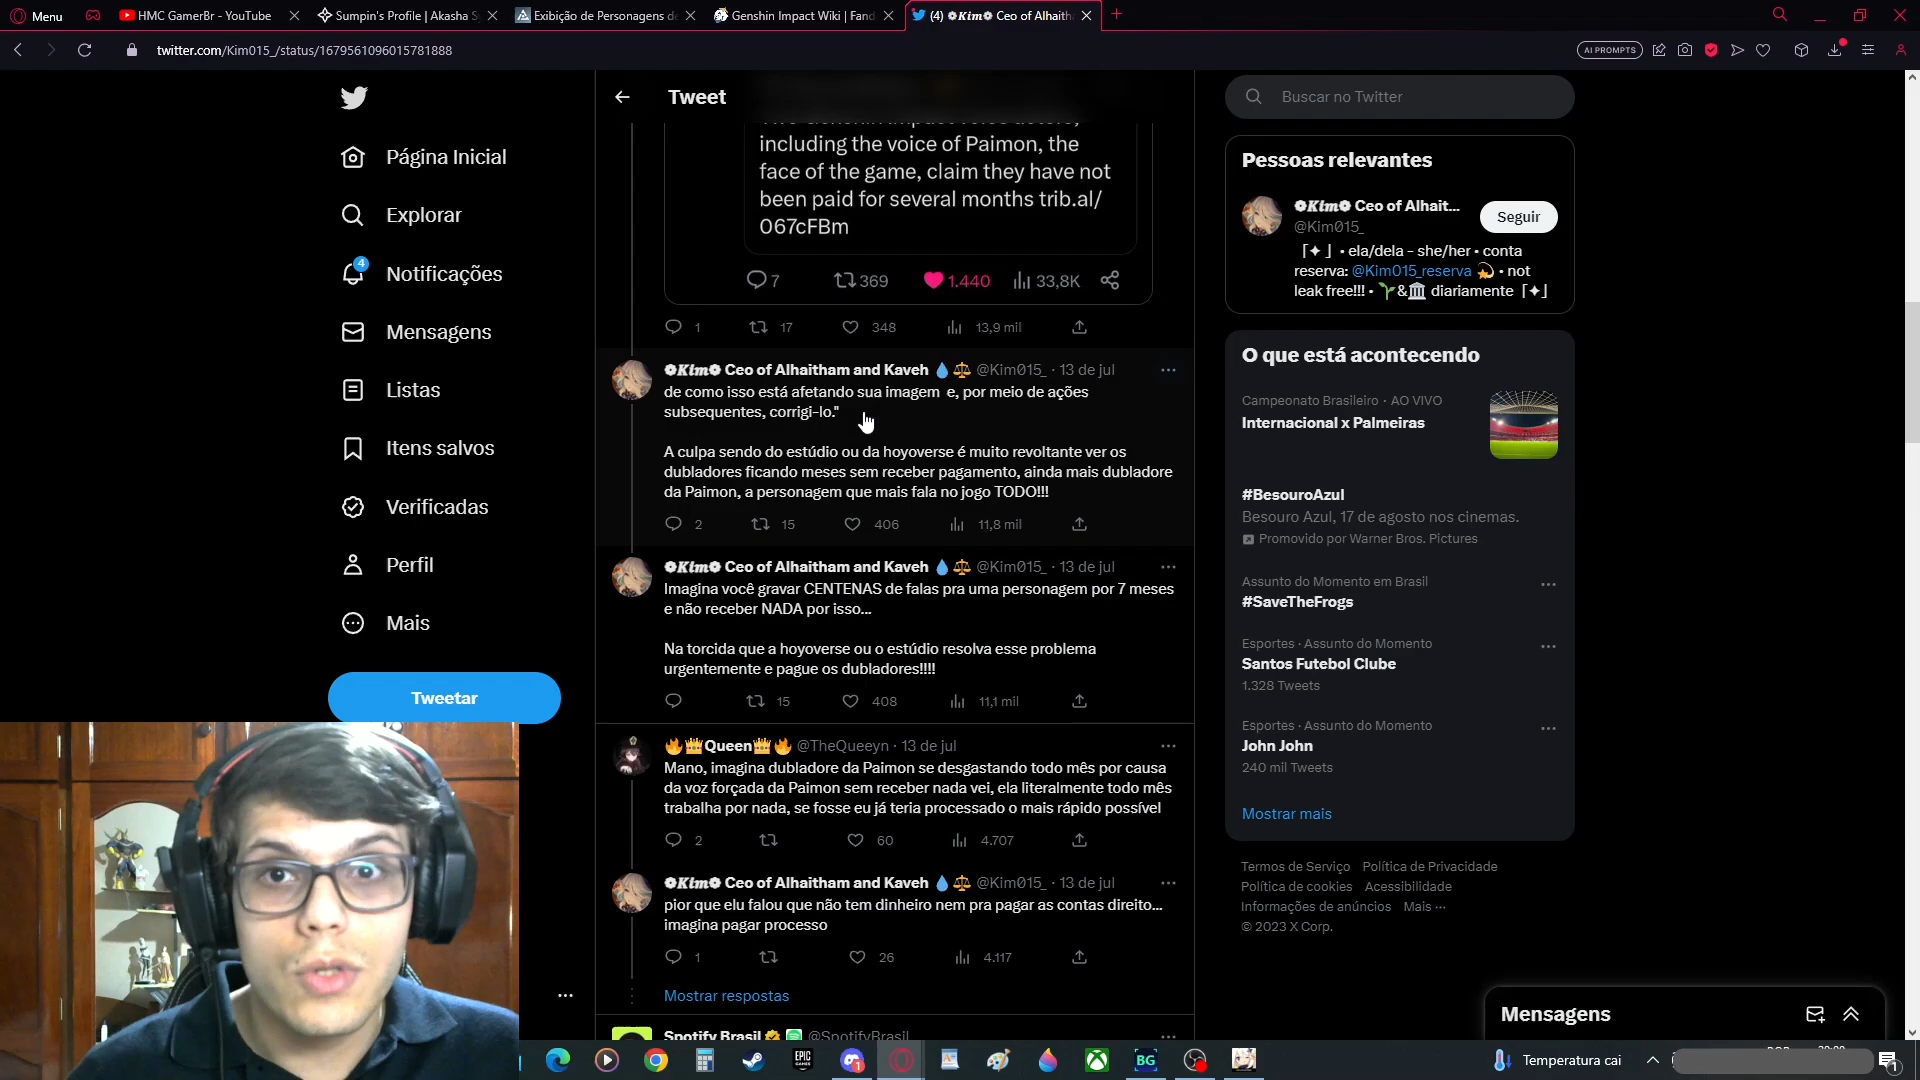 Menu
HMC GamerBr - YouTube
Sumpin's Profile | Akasha S
Exibição de Personagens de
Genshin Impact Wiki | Fand
(4) ❁𝑲𝒊𝒎❁ Ceo of Alhaith
twitter.com/Kim015_/status/1679561096015781888
AI PROMPTS
Página Inicial
Explorar
4
Notificações
Mensagens
Listas
Itens salvos
Verificadas
Perfil
Mais
Tweetar
Tweet
including the voice of Paimon, the
face of the game, claim they have not
been paid for several months trib.al/
067cFBm
7 369 1.440 33,8K
1 17 348 13,9 mil
❁𝑲𝒊𝒎❁ Ceo of Alhaitham and Kaveh 💧⚖️ @Kim015_ · 13 de jul
de como isso está afetando sua imagem e, por meio de ações
subsequentes, corrigi-lo."
A culpa sendo do estúdio ou da hoyoverse é muito revoltante ver os
dubladores ficando meses sem receber pagamento, ainda mais dubladore
da Paimon, a personagem que mais fala no jogo TODO!!!
2 15 406 11,8 mil
❁𝑲𝒊𝒎❁ Ceo of Alhaitham and Kaveh 💧⚖️ @Kim015_ · 13 de jul
Imagina você gravar CENTENAS de falas pra uma personagem por 7 meses
e não receber NADA por isso...
Na torcida que a hoyoverse ou o estúdio resolva esse problema
urgentemente e pague os dubladores!!!!
15 408 11,1 mil
🔥👑Queen👑🔥 @TheQueeyn · 13 de jul
Mano, imagina dubladore da Paimon se desgastando todo mês por causa
da voz forçada da Paimon sem receber nada vei, ela literalmente todo mês
trabalha por nada, se fosse eu já teria processado o mais rápido possível
2 60 4.707
❁𝑲𝒊𝒎❁ Ceo of Alhaitham and Kaveh 💧⚖️ @Kim015_ · 13 de jul
pior que elu falou que não tem dinheiro nem pra pagar as contas direito...
imagina pagar processo
1 26 4.117
Mostrar respostas
Spotify Brasil @SpotifyBrasil
Buscar no Twitter
Pessoas relevantes
❁𝑲𝒊𝒎❁ Ceo of Alhait...
@Kim015_
Seguir
⌈✦⌋ • ela/dela - she/her • conta
reserva: @Kim015_reserva 💫 • not
leak free!!! • 🌱&🏛️ diariamente ⌈✦⌋
O que está acontecendo
Campeonato Brasileiro · AO VIVO
Internacional x Palmeiras
#BesouroAzul
Besouro Azul, 17 de agosto nos cinemas.
Promovido por Warner Bros. Pictures
Assunto do Momento em Brasil
#SaveTheFrogs
Esportes · Assunto do Momento
Santos Futebol Clube
1.328 Tweets
Esportes · Assunto do Momento
John John
240 mil Tweets
Mostrar mais
Termos de Serviço Política de Privacidade
Política de cookies Acessibilidade
Informações de anúncios Mais ···
© 2023 X Corp.
Mensagens
EPIC
GAMES
1
BG
Temperatura cai
1